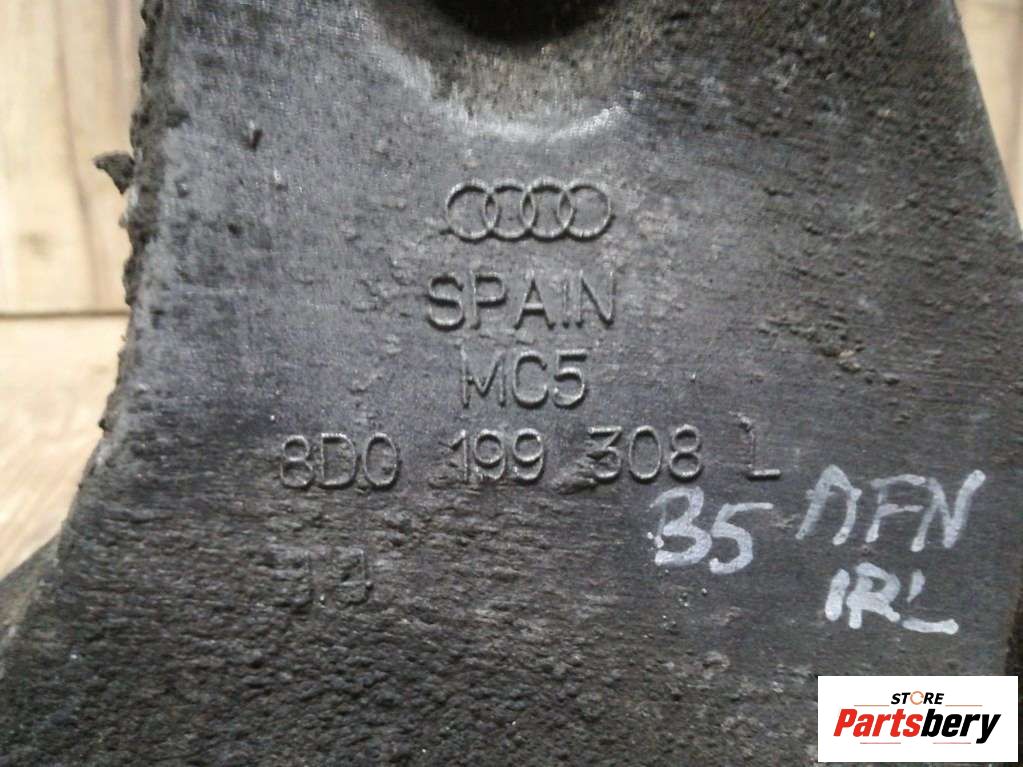 SPAIN
MC5
8D0 199 308 L
B5 AFN
IRL
STORE
Partsbery